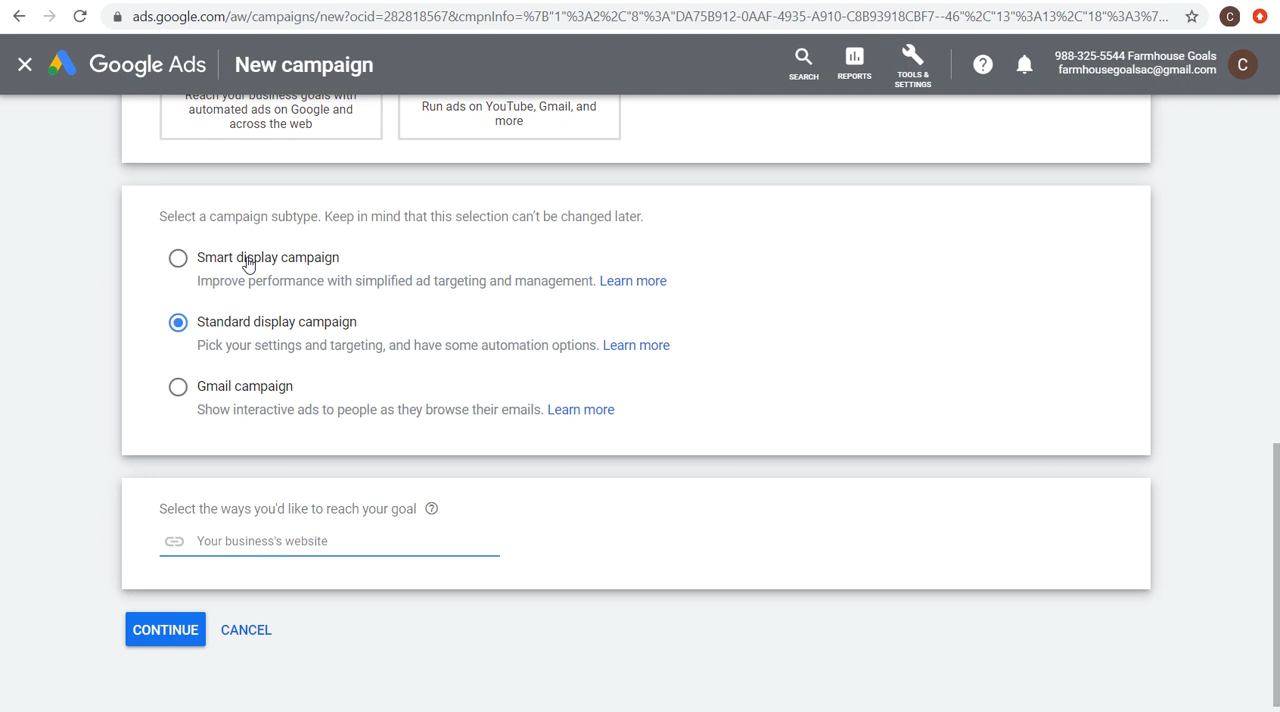 ads.google.com/aw/campaigns/new?ocid=282818567&cmpnInfo=%7B"1"%3A2%2C"8"%3A"DA75B912-0AAF-4935-A910-C8B93918CBF7--46"%2C"13"%3A13%2C"18"%3A3%7...
C
Google Ads
New campaign
SEARCH
REPORTS
TOOLS &
SETTINGS
988-325-5544 Farmhouse Goals
farmhousegoalsac@gmail.com
C
Reach your business goals with
automated ads on Google and
across the web
Run ads on YouTube, Gmail, and
more
Select a campaign subtype. Keep in mind that this selection can't be changed later.
Smart display campaign
Improve performance with simplified ad targeting and management. Learn more
Standard display campaign
Pick your settings and targeting, and have some automation options. Learn more
Gmail campaign
Show interactive ads to people as they browse their emails. Learn more
Select the ways you'd like to reach your goal
Your business's website
CONTINUE
CANCEL